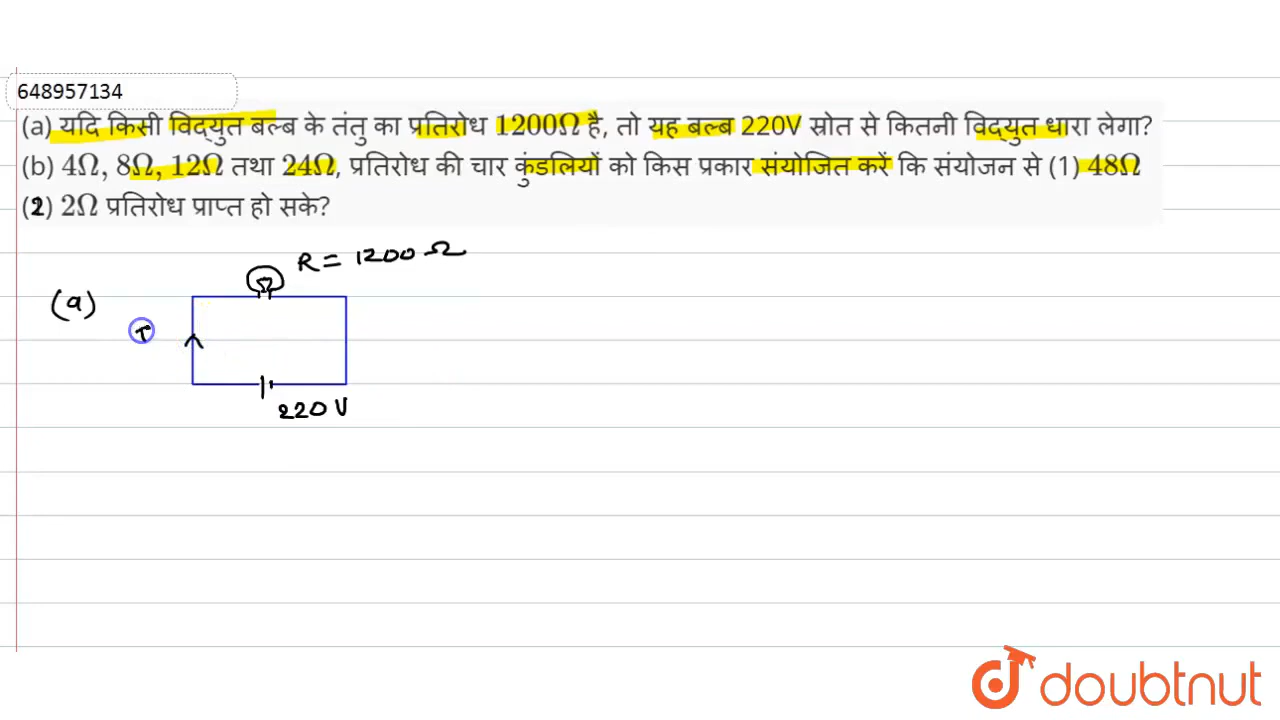 648957134
(a) यदि किसी विद्युत बल्ब के तंतु का प्रतिरोध 1200Ω है, तो यह बल्ब 220V स्रोत से कितनी विद्युत धारा लेगा?
(b) 4Ω, 8Ω, 12Ω तथा 24Ω, प्रतिरोध की चार कुंडलियों को किस प्रकार संयोजित करें कि संयोजन से (1) 48Ω
(2) 2Ω प्रतिरोध प्राप्त हो सके?
R = 1200 Ω
(a)
I
220 V
doubtnut